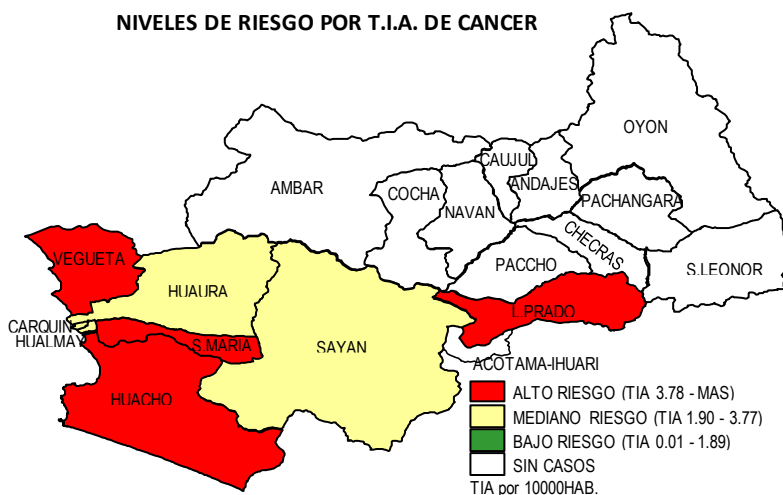 NIVELES DE RIESGO POR T.I.A. DE CANCER
OYON
CAUJUL
AMBAR
COCHA
ANDAJES
PACHANGARA
NAVAN
CHECRAS
VEGUETA
PACCHO
S.LEONOR
HUAURA
L.PRADO
CARQUIN
HUALMAY
S.MARIA
SAYAN
ACOTAMA-IHUARI
HUACHO
ALTO RIESGO (TIA 3.78 - MAS)
MEDIANO RIESGO (TIA 1.90 - 3.77)
BAJO RIESGO (TIA 0.01 - 1.89)
SIN CASOS
TIA por 10000HAB.